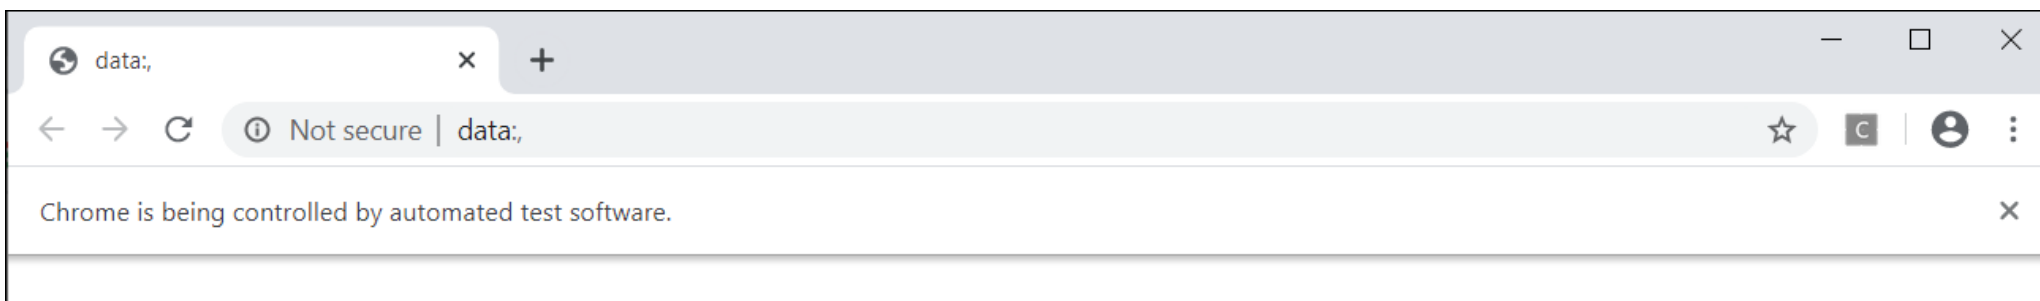 data:,
Not secure | data:,
C
Chrome is being controlled by automated test software.